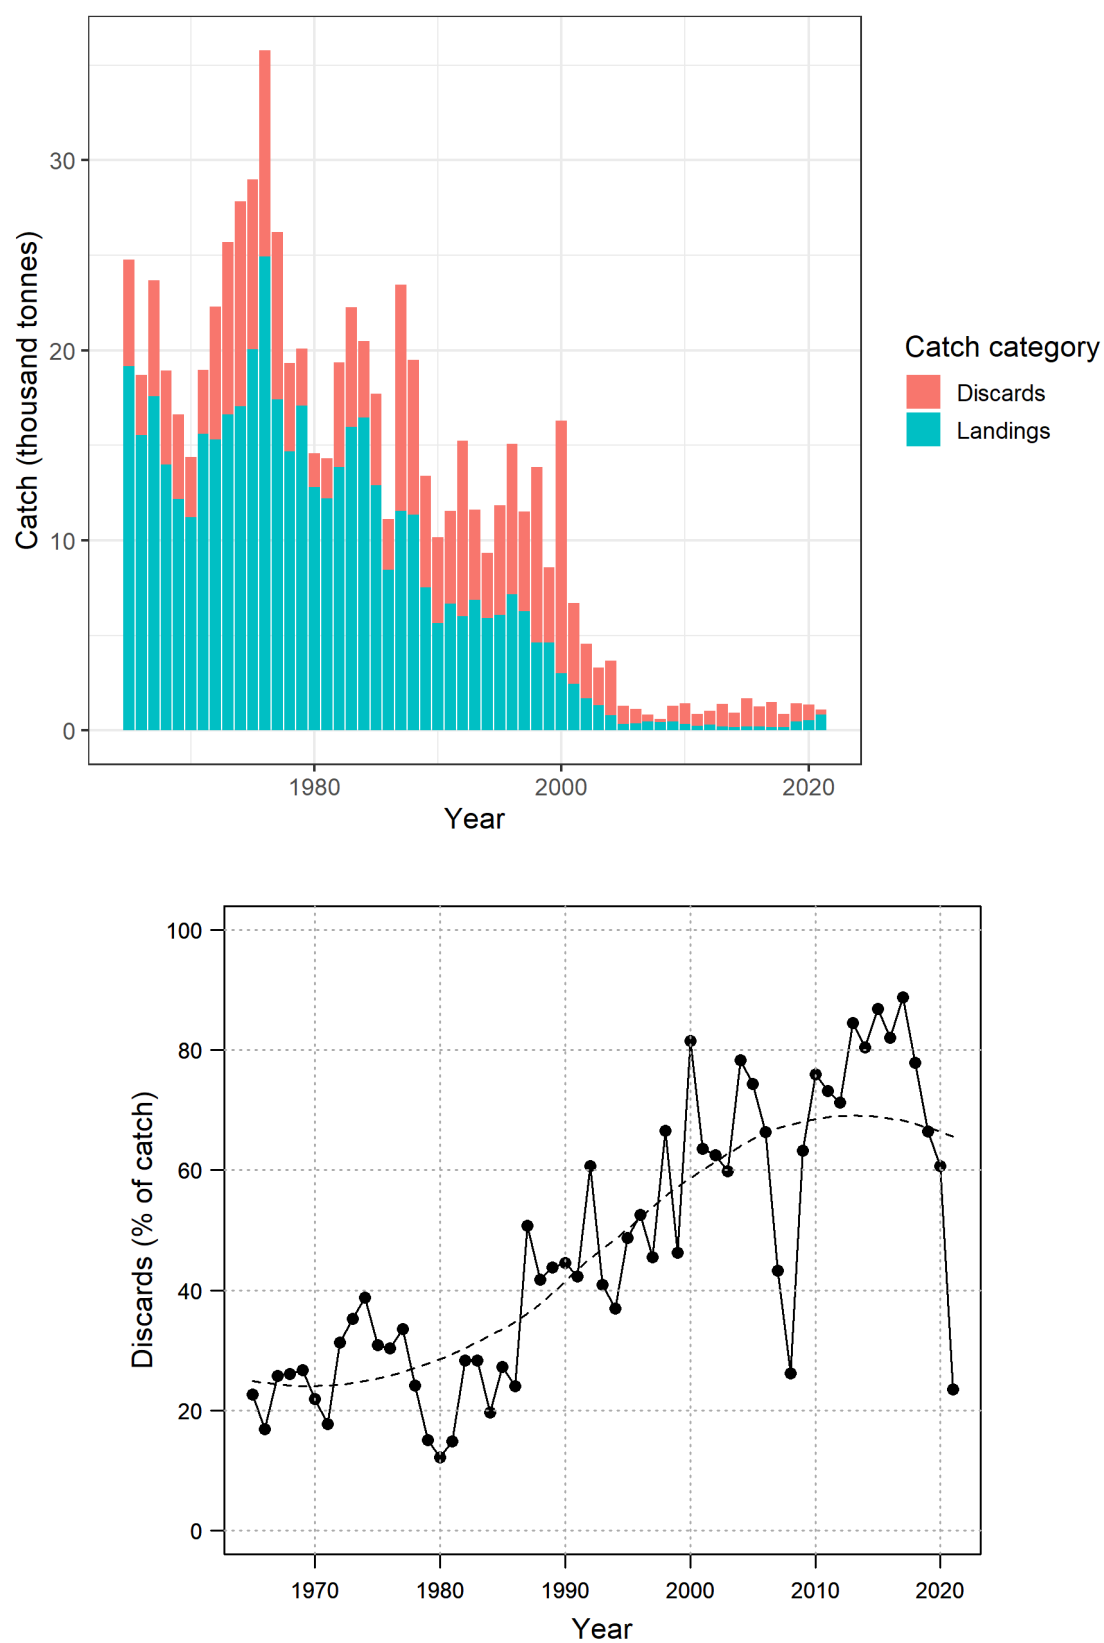 30
20
10
0
Catch (thousand tonnes)
1980
2000
2020
Year
Catch category
Discards
Landings
100
80
60
40
20
0
Discards (% of catch)
1970
1980
1990
2000
2010
2020
Year